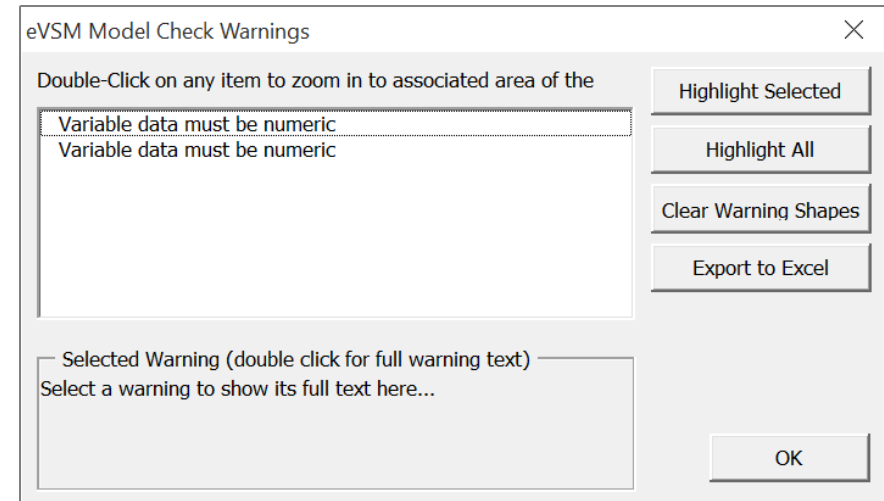 eVSM Model Check Warnings
Double-Click on any item to zoom in to associated area of the
Variable data must be numeric
Variable data must be numeric
Highlight Selected
Highlight All
Clear Warning Shapes
Export to Excel
Selected Warning (double click for full warning text)
Select a warning to show its full text here...
OK